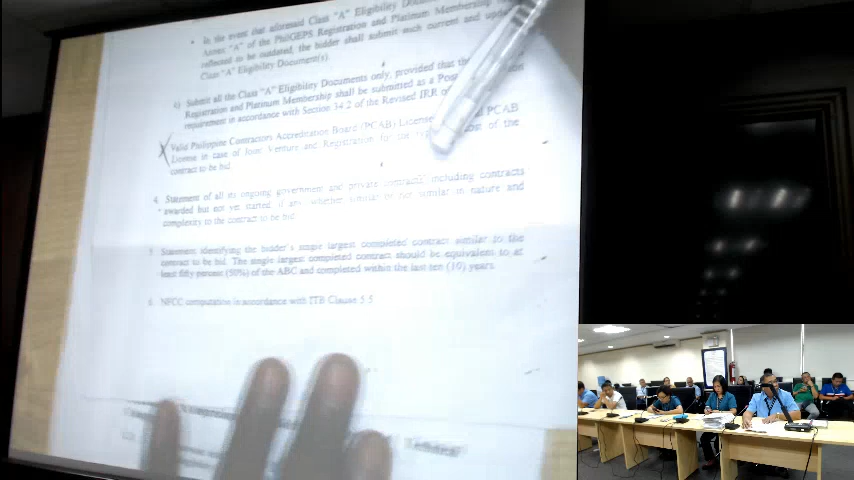 • In the event that aforesaid Class "A" Eligibility
Annex "A" of the PhilGEPS Registration and Platinum Membership
reflected to be outdated, the bidder shall submit such current and
Class "A" Eligibility Document(s).
Submit all the Class "A" Eligibility Documents only, provided that the
Registration and Platinum Membership shall be submitted as a
requirement in accordance with Section 34.2 of the Revised IRR
Valid Philippine Contractors Accreditation Board (PCAB) License PCAB
License in case of Joint Venture and Registration for the of the
contract to be bid
4. Statement of all its ongoing government and private contracts, including contracts
awarded but not yet started, if any, whether similar or not similar in nature and
complexity to the contract to be bid
5. Statement identifying the bidder's single largest completed contract similar to the
contract to be bid. The single largest completed contract should be equivalent to at
least fifty percent (50%) of the ABC and completed within the last ten (10) years.
6. NFCC computation in accordance with ITB Clause 5.5
Technical